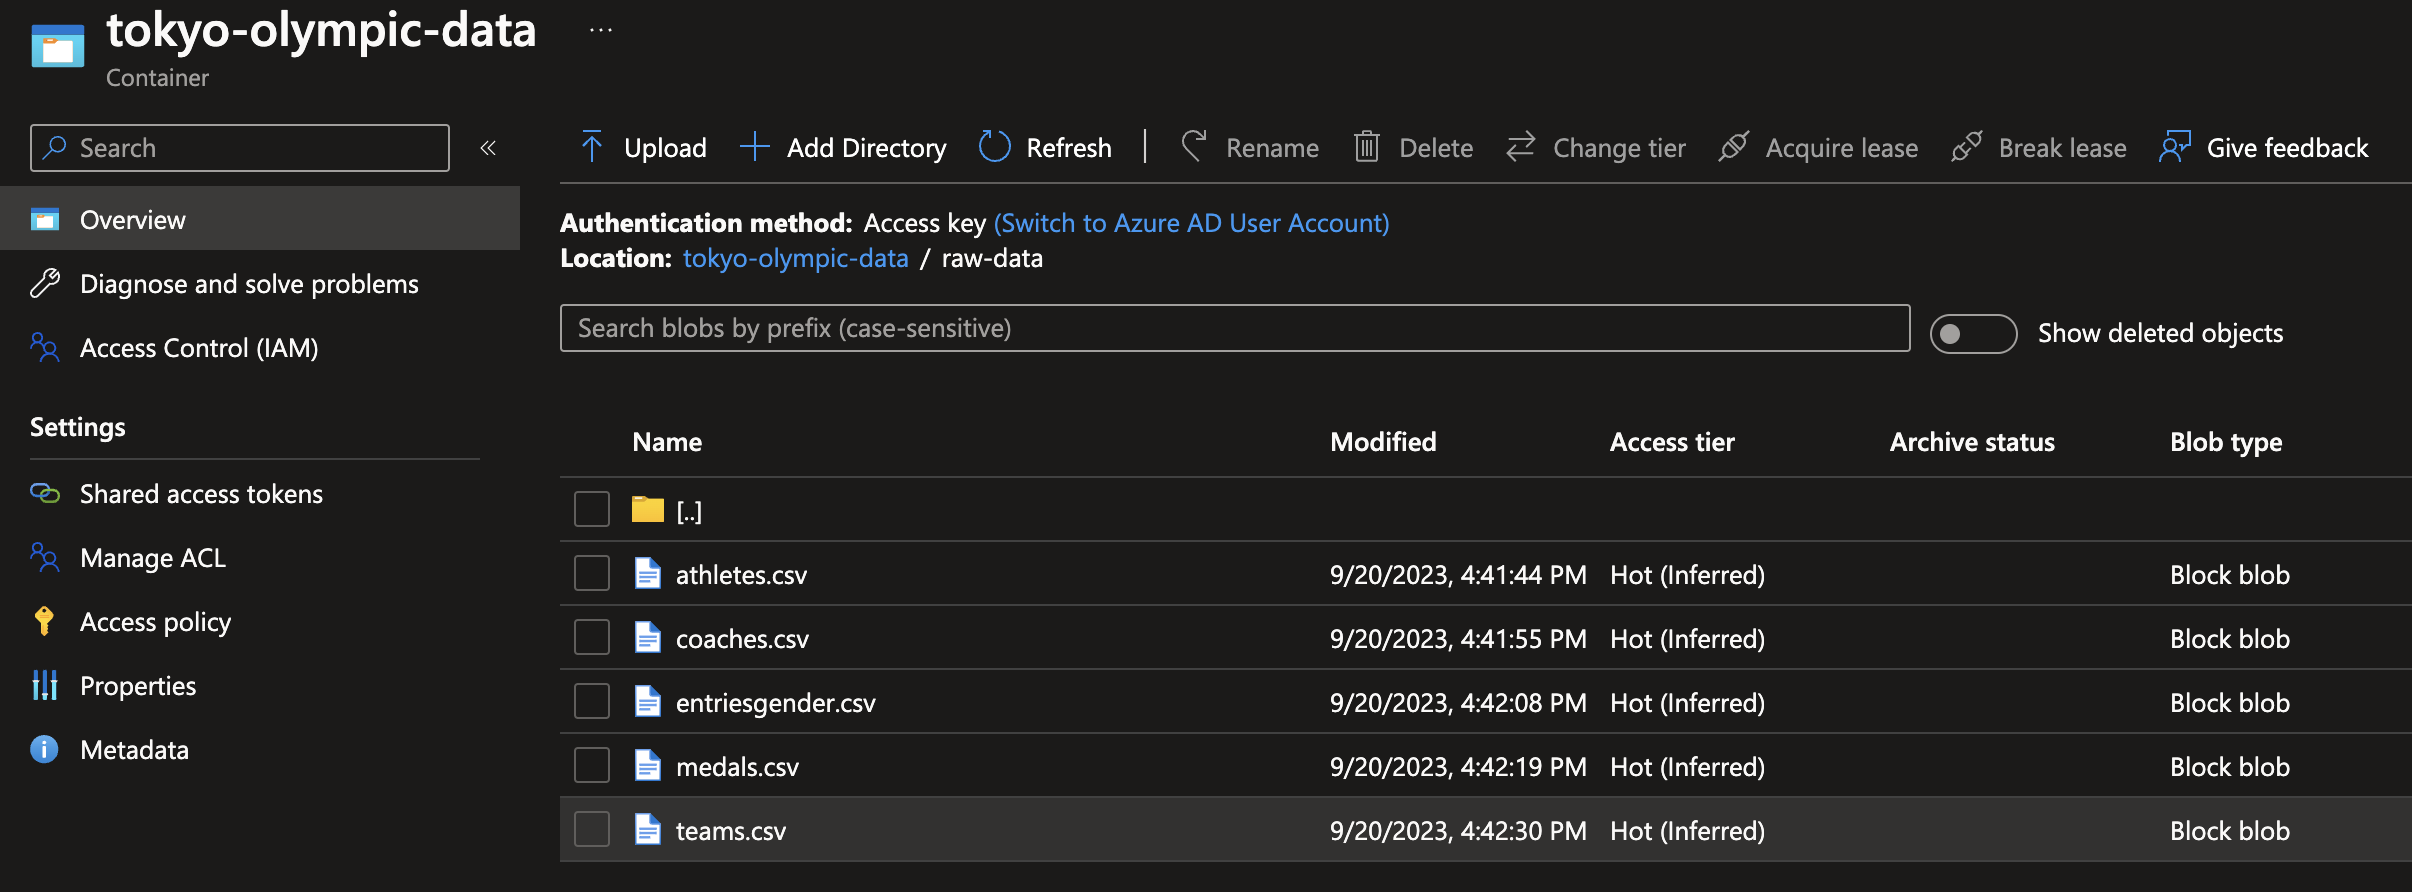 tokyo-olympic-data ...
Container
Search «
Overview
Diagnose and solve problems
Access Control (IAM)
Settings
Shared access tokens
Manage ACL
Access policy
Properties
Metadata
Upload Add Directory Refresh | Rename Delete Change tier Acquire lease Break lease Give feedback
Authentication method: Access key (Switch to Azure AD User Account)
Location: tokyo-olympic-data / raw-data
Search blobs by prefix (case-sensitive) Show deleted objects
Name Modified Access tier Archive status Blob type
[..]
athletes.csv 9/20/2023, 4:41:44 PM Hot (Inferred) Block blob
coaches.csv 9/20/2023, 4:41:55 PM Hot (Inferred) Block blob
entriesgender.csv 9/20/2023, 4:42:08 PM Hot (Inferred) Block blob
medals.csv 9/20/2023, 4:42:19 PM Hot (Inferred) Block blob
teams.csv 9/20/2023, 4:42:30 PM Hot (Inferred) Block blob